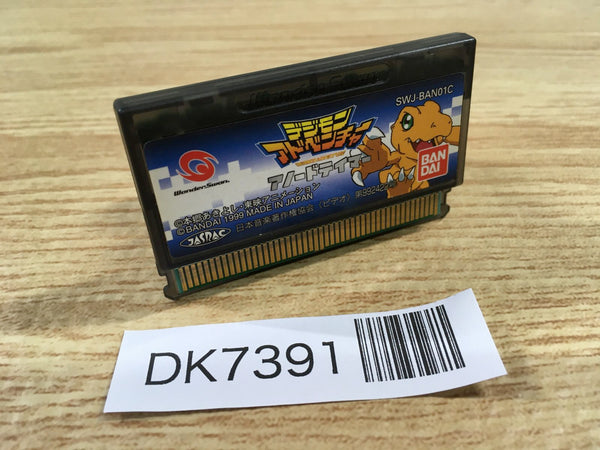 SWJ-BAN01C
デジモン
アドベンチャー
アノードテイマー
WonderSwan
BAN
DAI
©本郷あきよし・東映アニメーション
©BANDAI 1999 MADE IN JAPAN
JASRAC
日本音楽著作権協会(ビデオ)
DK7391